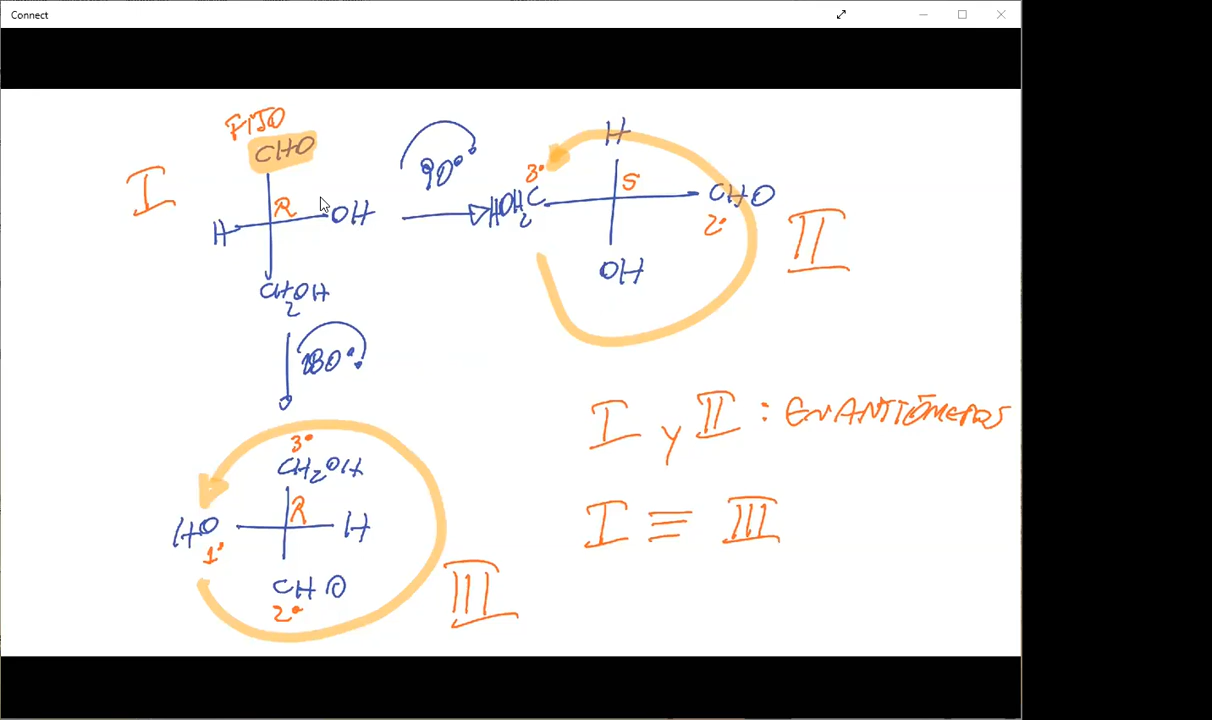 Connect
FIJO
CHO
I
R
H
OH
CH2OH
90°
H
3°
S
HOH2C
CHO
2°
OH
II
180°
3°
CH2OH
R
HO
H
1°
CHO
2°
III
I y II : ENANTIÓMEROS
I ≡ III